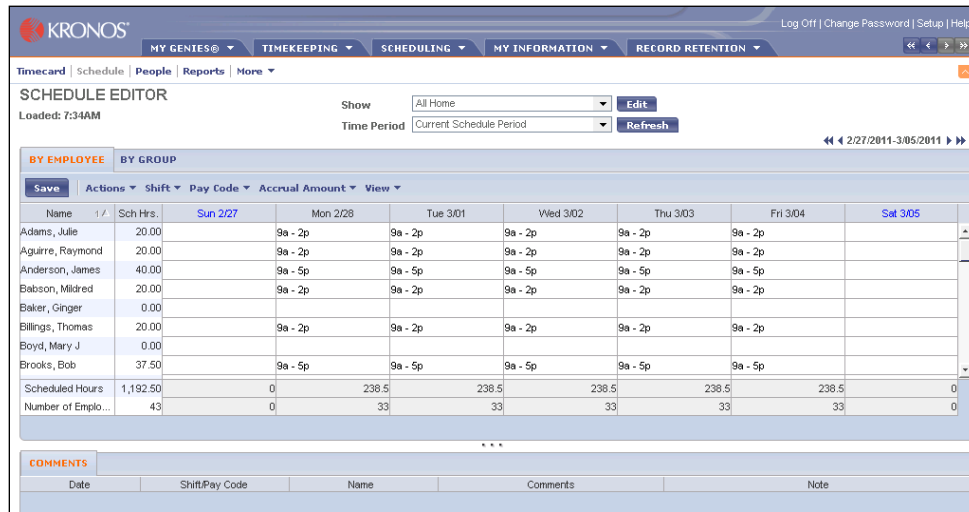 KRONOS®
Log Off | Change Password | Setup | Help
MY GENIES® TIMEKEEPING SCHEDULING MY INFORMATION RECORD RETENTION
Timecard | Schedule | People | Reports | More
SCHEDULE EDITOR
Loaded: 7:34AM
Show All Home Edit
Time Period Current Schedule Period Refresh
2/27/2011-3/05/2011
BY EMPLOYEE BY GROUP
Save Actions Shift Pay Code Accrual Amount View
Name 1 Sch Hrs. Sun 2/27 Mon 2/28 Tue 3/01 Wed 3/02 Thu 3/03 Fri 3/04 Sat 3/05
Adams, Julie 20.00 9a - 2p 9a - 2p 9a - 2p 9a - 2p 9a - 2p
Aguirre, Raymond 20.00 9a - 2p 9a - 2p 9a - 2p 9a - 2p 9a - 2p
Anderson, James 40.00 9a - 5p 9a - 5p 9a - 5p 9a - 5p 9a - 5p
Babson, Mildred 20.00 9a - 2p 9a - 2p 9a - 2p 9a - 2p 9a - 2p
Baker, Ginger 0.00
Billings, Thomas 20.00 9a - 2p 9a - 2p 9a - 2p 9a - 2p 9a - 2p
Boyd, Mary J 0.00
Brooks, Bob 37.50 9a - 5p 9a - 5p 9a - 5p 9a - 5p 9a - 5p
Scheduled Hours 1,192.50 0 238.5 238.5 238.5 238.5 238.5 0
Number of Emplo... 43 0 33 33 33 33 33 0
COMMENTS
Date Shift/Pay Code Name Comments Note